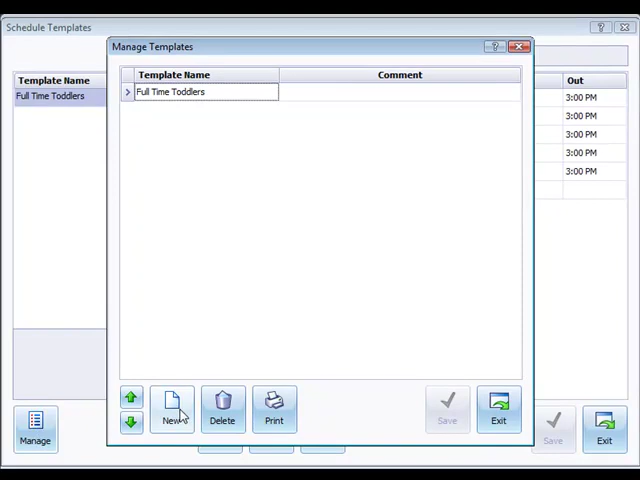 Schedule Templates
Manage Templates
Template Name
Template Name
Comment
Out
Full Time Toddlers
Full Time Toddlers
3:00 PM
3:00 PM
3:00 PM
3:00 PM
3:00 PM
Manage
New
Delete
Print
Save
Exit
Save
Exit